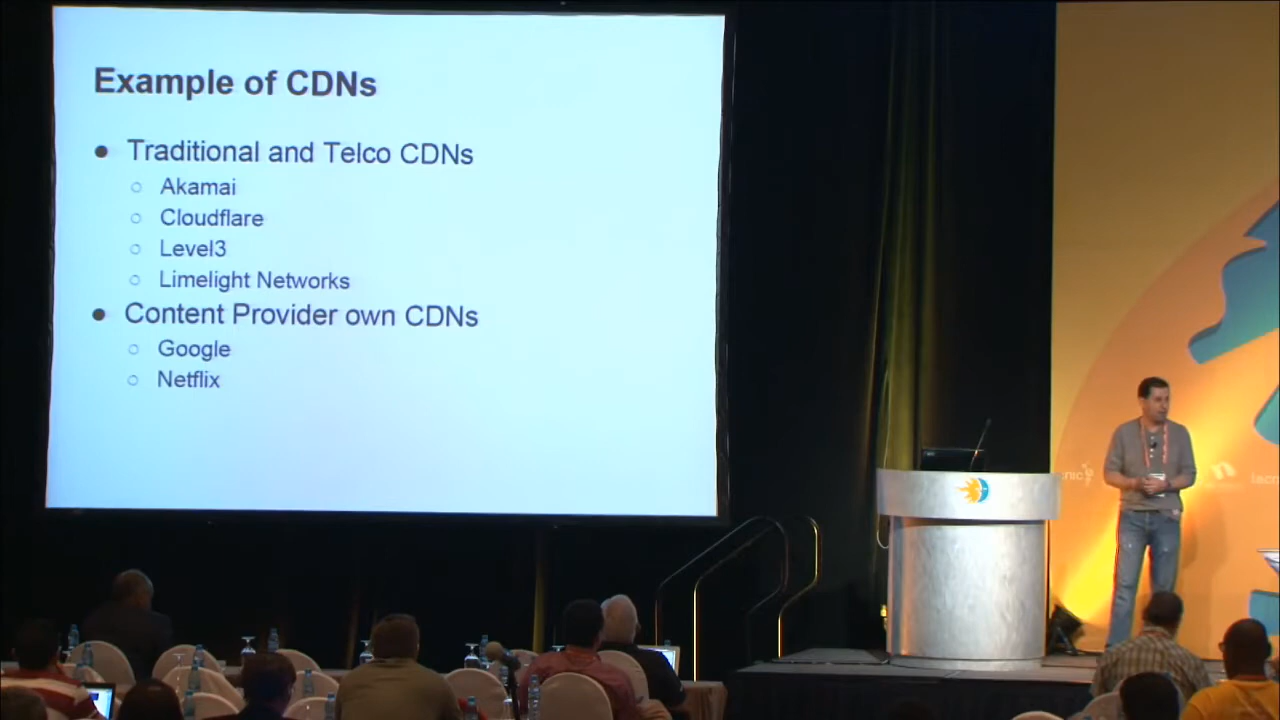 Example of CDNs
Traditional and Telco CDNs
Akamai
Cloudflare
Level3
Limelight Networks
Content Provider own CDNs
Google
Netflix